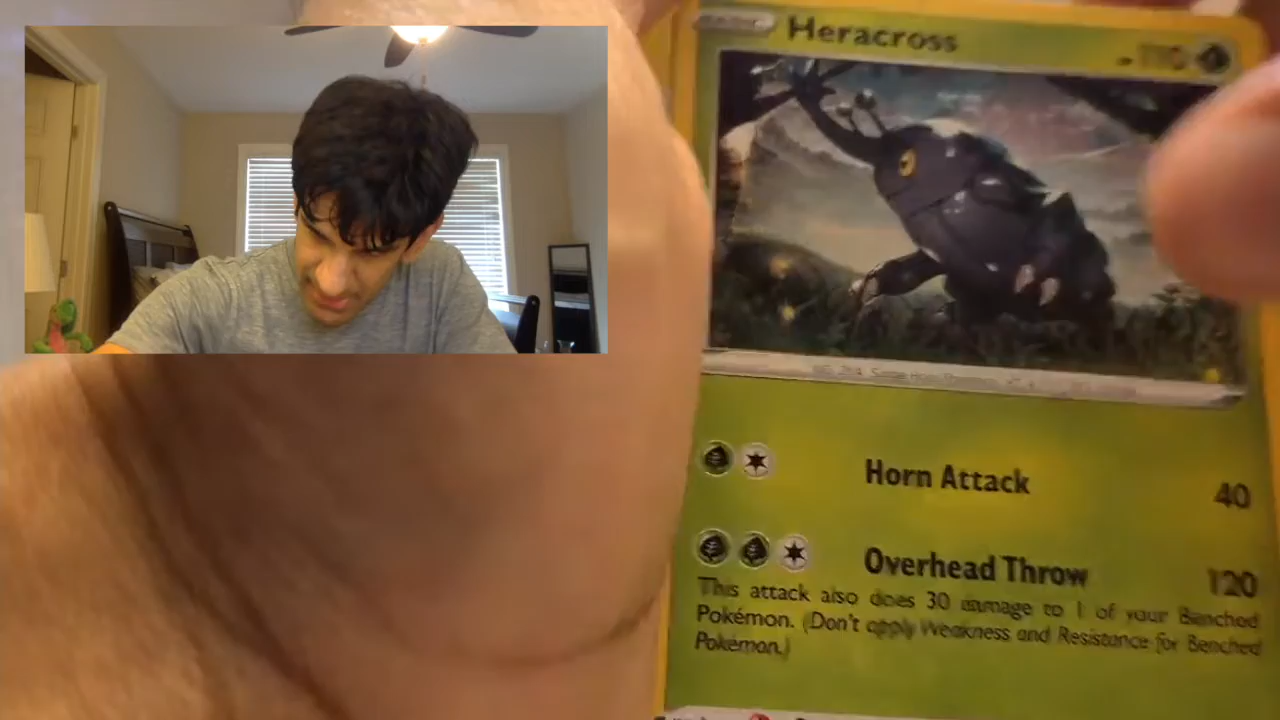 Heracross
110
Horn Attack 40
Overhead Throw 120
This attack also does 30 damage to 1 of your Benched
Pokémon. (Don't apply Weakness and Resistance for Benched
Pokémon.)